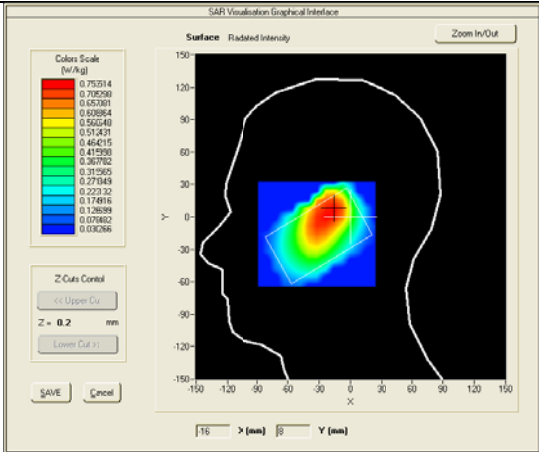 SAR Visualisation Graphical Interface
Surface Radiated Intensity
Zoom In/Out
Colors Scale
(W/kg)
0.753514
0.705298
0.657081
0.608864
0.560648
0.512431
0.464215
0.415998
0.367782
0.319565
0.271349
0.223132
0.174916
0.126699
0.078482
0.030266
Z-Cuts Contol
<< Upper Cu
Z = 0.2 mm
Lower Cut >>
SAVE
Cancel
150
120
90
60
30
0
-30
-60
-90
-120
-150
Y
-150 -120 -90 -60 -30 0 30 60 90 120 150
X
-16 X (mm) 8 Y (mm)